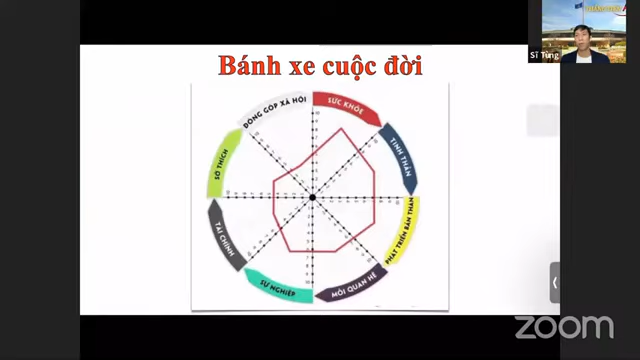 Bánh xe cuộc đời
Sĩ Tùng
ĐÓNG GÓP XÃ HỘI
SỨC KHỎE
TINH THẦN
PHÁT TRIỂN BẢN THÂN
MỐI QUAN HỆ
SỰ NGHIỆP
TÀI CHÍNH
SỞ THÍCH
zoom